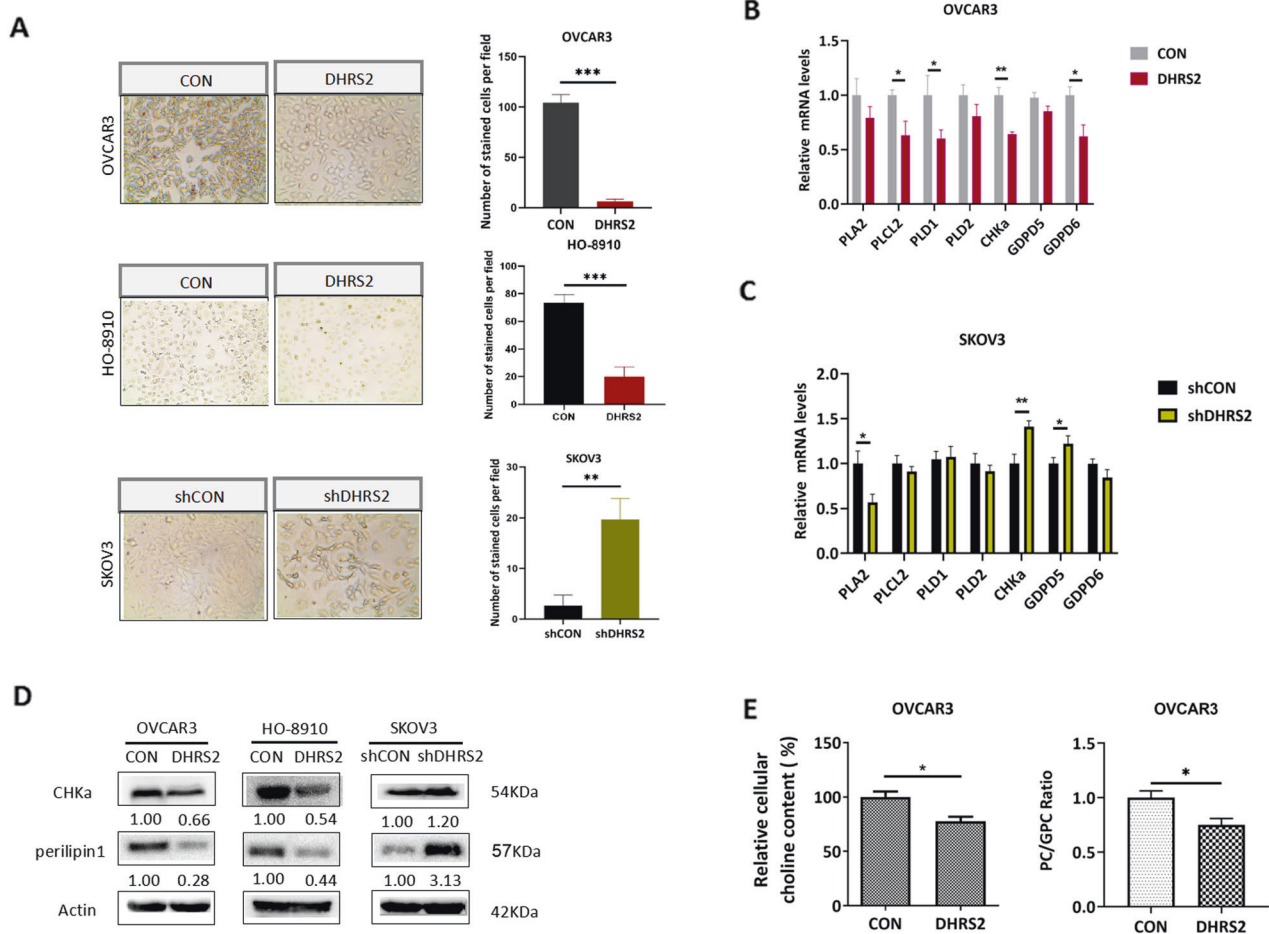 A
CON
DHRS2
OVCAR3
OVCAR3
Number of stained cells per field
150
100
50
0
CON
DHRS2
***
CON
DHRS2
HO-8910
HO-8910
Number of stained cells per field
80
60
40
20
0
CON
DHRS2
***
shCON
shDHRS2
SKOV3
SKOV3
Number of stained cells per field
30
20
10
0
shCON
shDHRS2
**
B
OVCAR3
Relative mRNA levels
1.5
1.0
0.5
0.0
*
*
**
*
CON
DHRS2
PLA2
PLCL2
PLD1
PLD2
CHKa
GDPD5
GDPD6
C
SKOV3
Relative mRNA levels
2.0
1.5
1.0
0.5
0.0
*
**
*
shCON
shDHRS2
PLA2
PLCL2
PLD1
PLD2
CHKa
GDPD5
GDPD6
D
OVCAR3
HO-8910
SKOV3
CON DHRS2
CON DHRS2
shCON shDHRS2
CHKa
54KDa
1.00 0.66
1.00 0.54
1.00 1.20
perilipin1
57KDa
1.00 0.28
1.00 0.44
1.00 3.13
Actin
42KDa
E
OVCAR3
Relative cellular
choline content ( %)
150
100
50
0
*
CON
DHRS2
OVCAR3
PC/GPC Ratio
1.5
1.0
0.5
0.0
*
CON
DHRS2